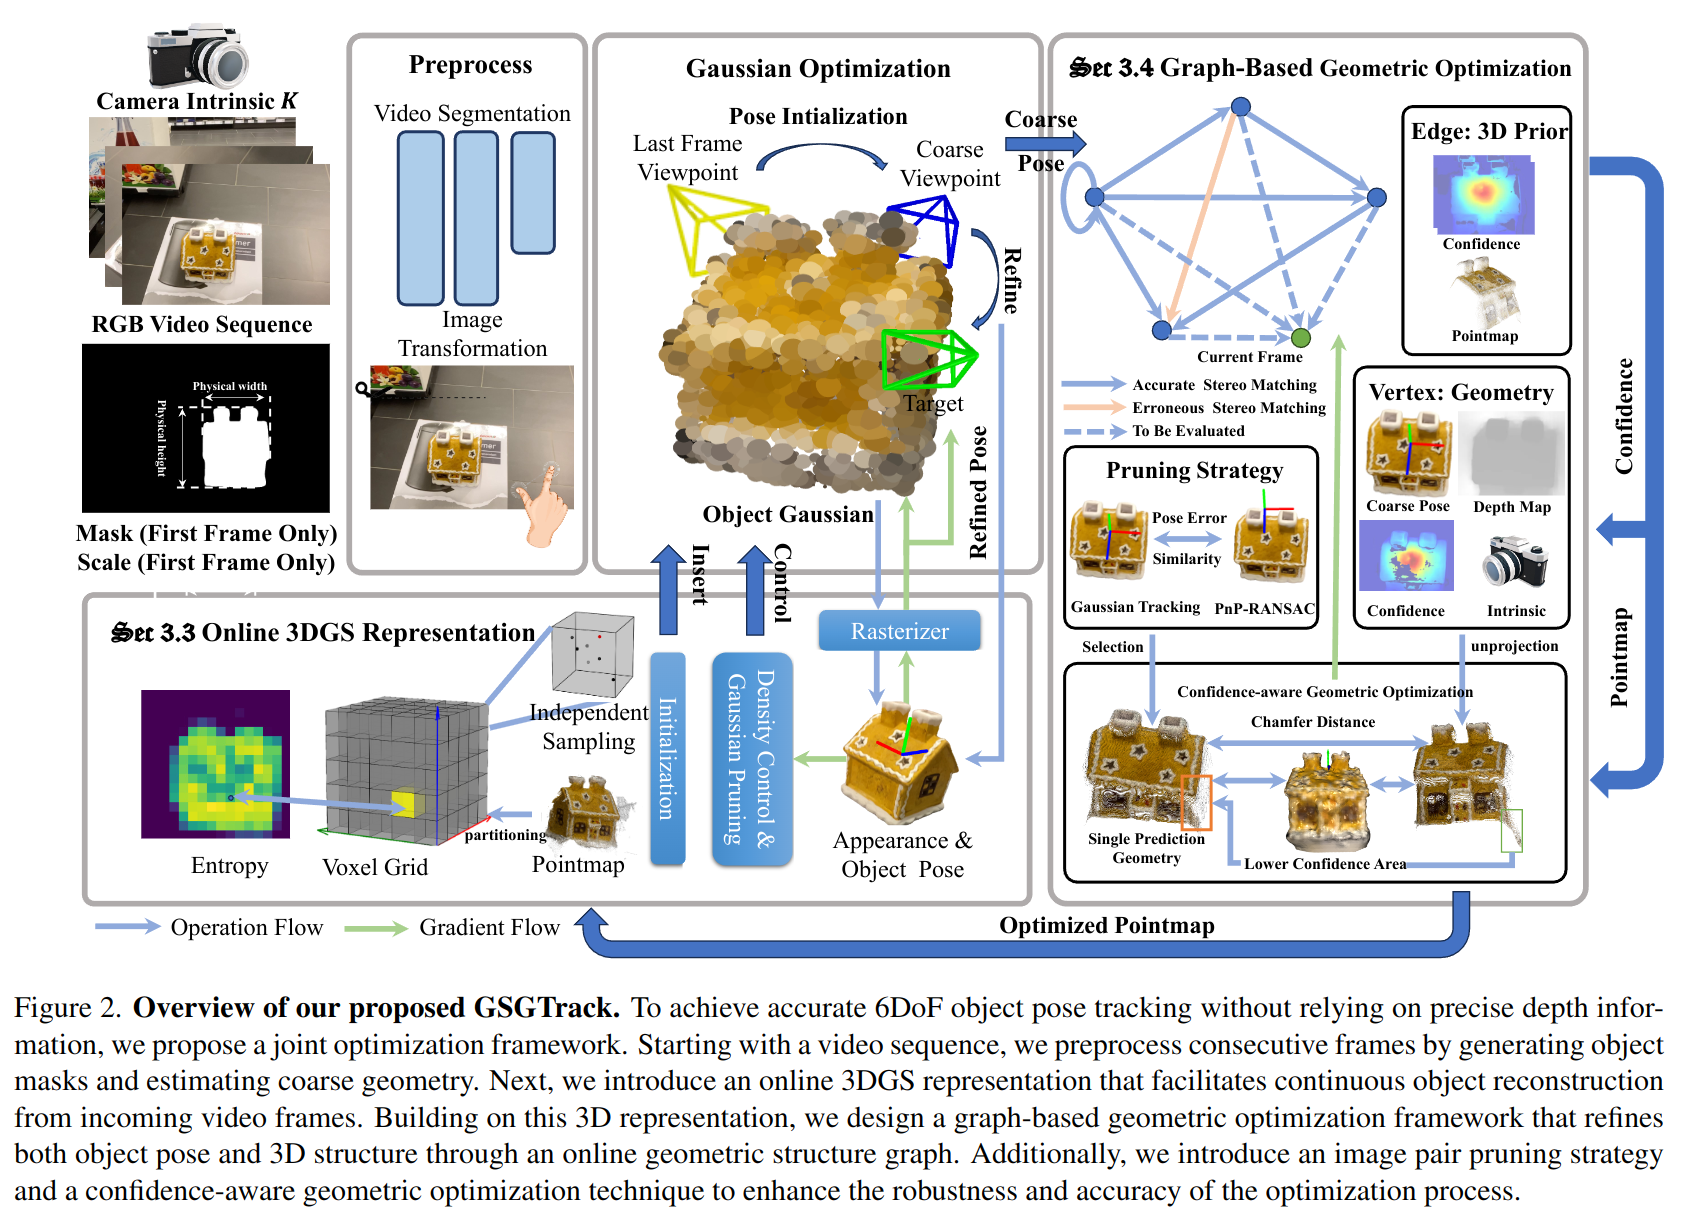 Camera Intrinsic K
RGB Video Sequence
Physical width
Physical height
Mask (First Frame Only)
Scale (First Frame Only)
Preprocess
Video Segmentation
Image
Transformation
Gaussian Optimization
Pose Intialization
Last Frame
Viewpoint
Coarse
Viewpoint
Refine
Target
Refined Pose
Object Gaussian
Insert
Control
Coarse
Pose
Sec 3.4 Graph-Based Geometric Optimization
Current Frame
Accurate Stereo Matching
Erroneous Stereo Matching
To Be Evaluated
Edge: 3D Prior
Confidence
Pointmap
Vertex: Geometry
Coarse Pose
Depth Map
Confidence
Intrinsic
Pruning Strategy
Pose Error
Similarity
Gaussian Tracking
PnP-RANSAC
Selection
unprojection
Confidence-aware Geometric Optimization
Chamfer Distance
Single Prediction
Geometry
Lower Confidence Area
Confidence
Pointmap
Sec 3.3 Online 3DGS Representation
Entropy
Voxel Grid
Independent
Sampling
partitioning
Pointmap
Initialization
Density Control &
Gaussian Pruning
Rasterizer
Appearance &
Object Pose
Operation Flow
Gradient Flow
Optimized Pointmap
Figure 2. Overview of our proposed GSGTrack. To achieve accurate 6DoF object pose tracking without relying on precise depth infor-
mation, we propose a joint optimization framework. Starting with a video sequence, we preprocess consecutive frames by generating object
masks and estimating coarse geometry. Next, we introduce an online 3DGS representation that facilitates continuous object reconstruction
from incoming video frames. Building on this 3D representation, we design a graph-based geometric optimization framework that refines
both object pose and 3D structure through an online geometric structure graph. Additionally, we introduce an image pair pruning strategy
and a confidence-aware geometric optimization technique to enhance the robustness and accuracy of the optimization process.